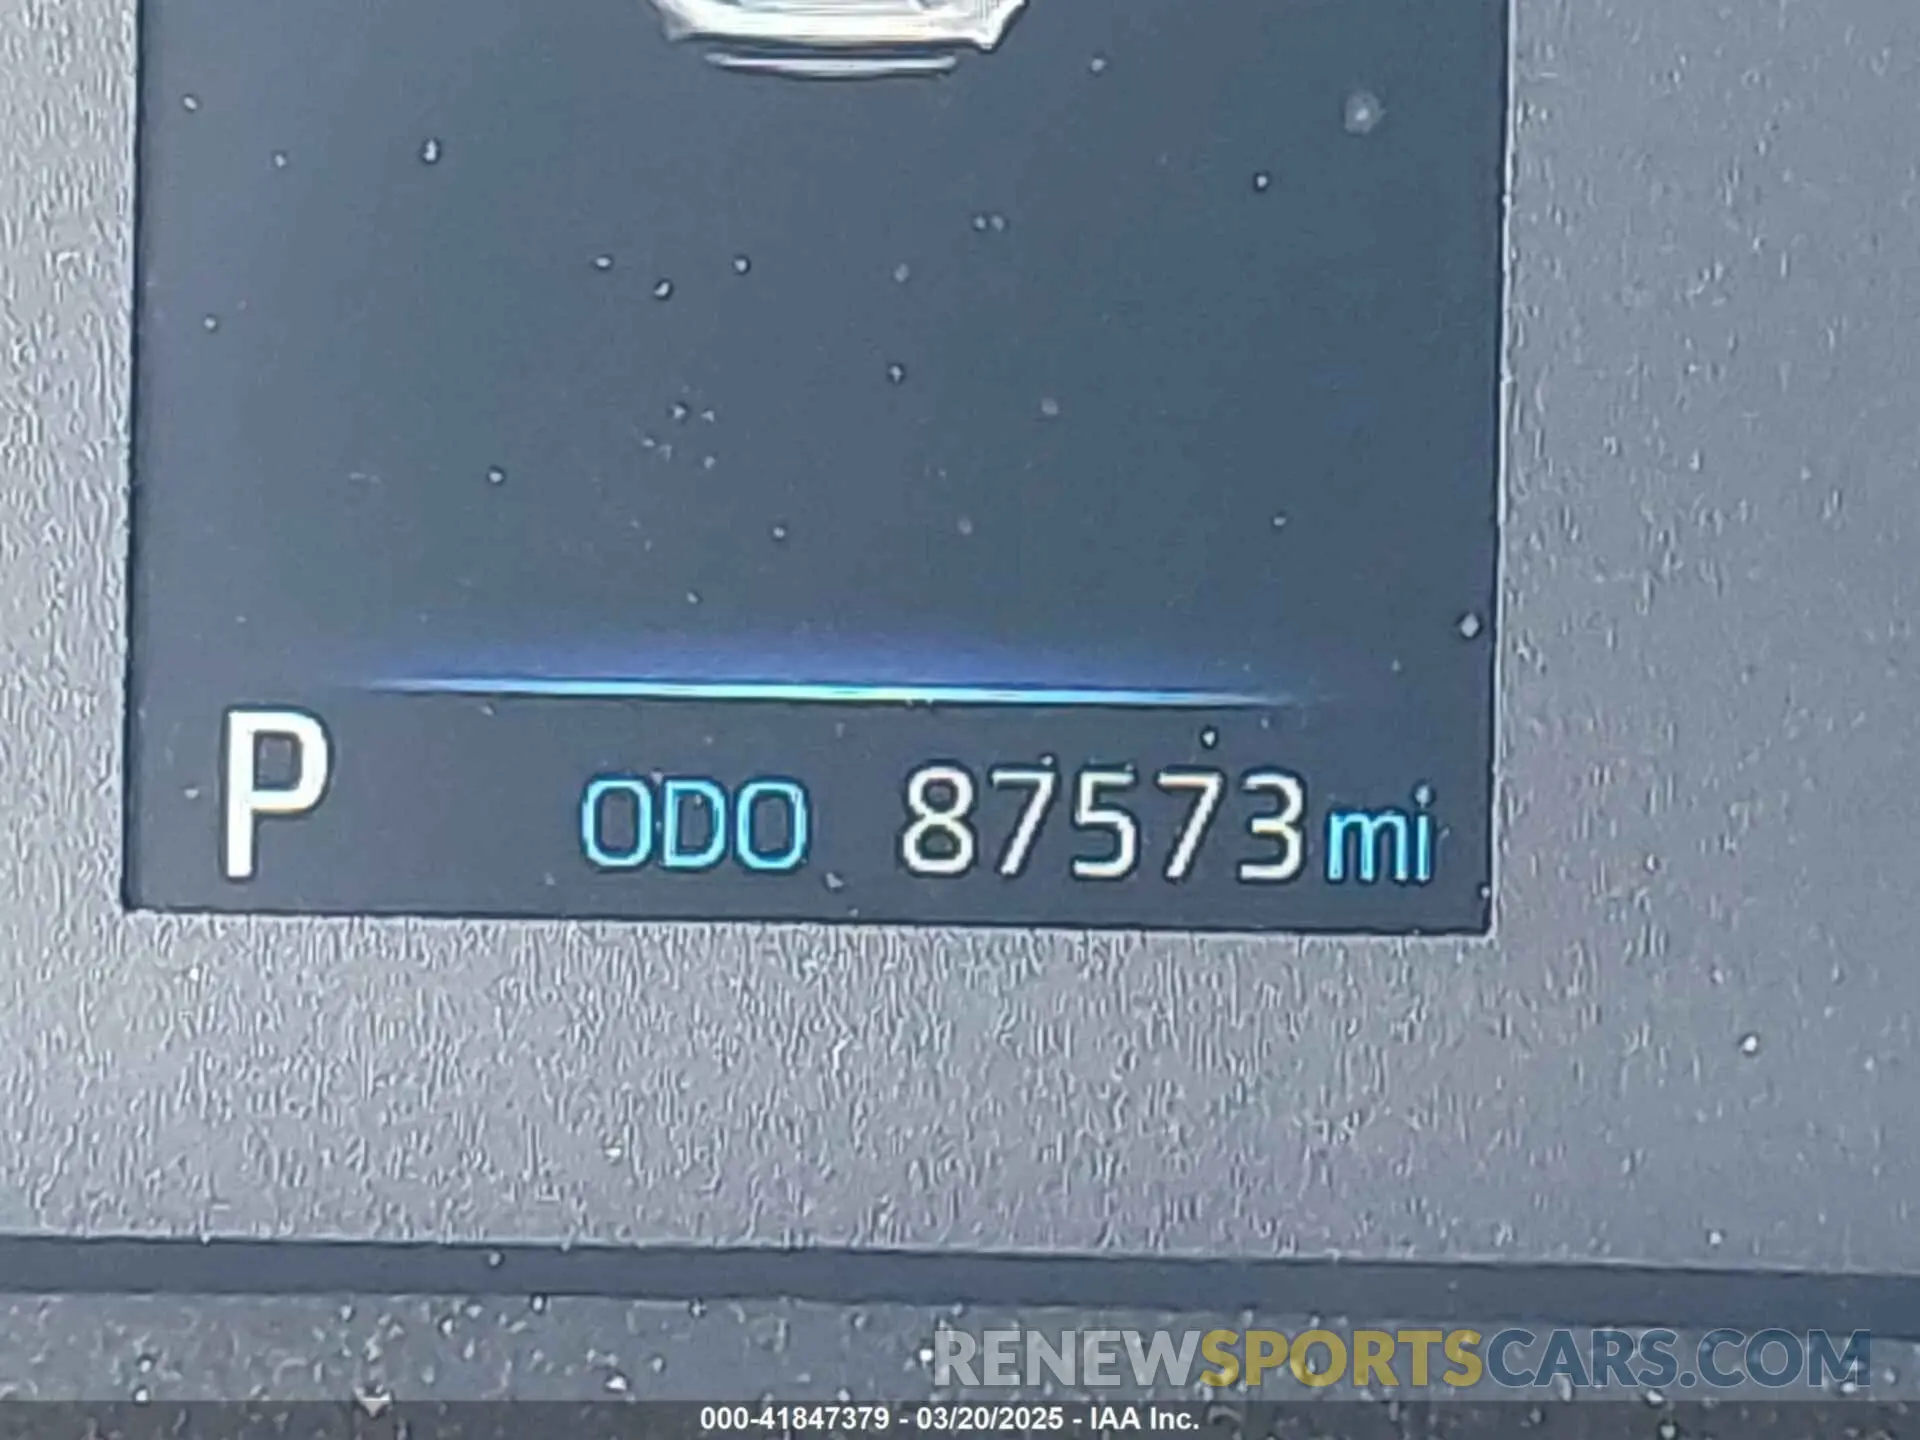 P ODO 87573mi
RENEWSPORTSCARS.COM
000-41847379 - 03/20/2025 - IAA Inc.